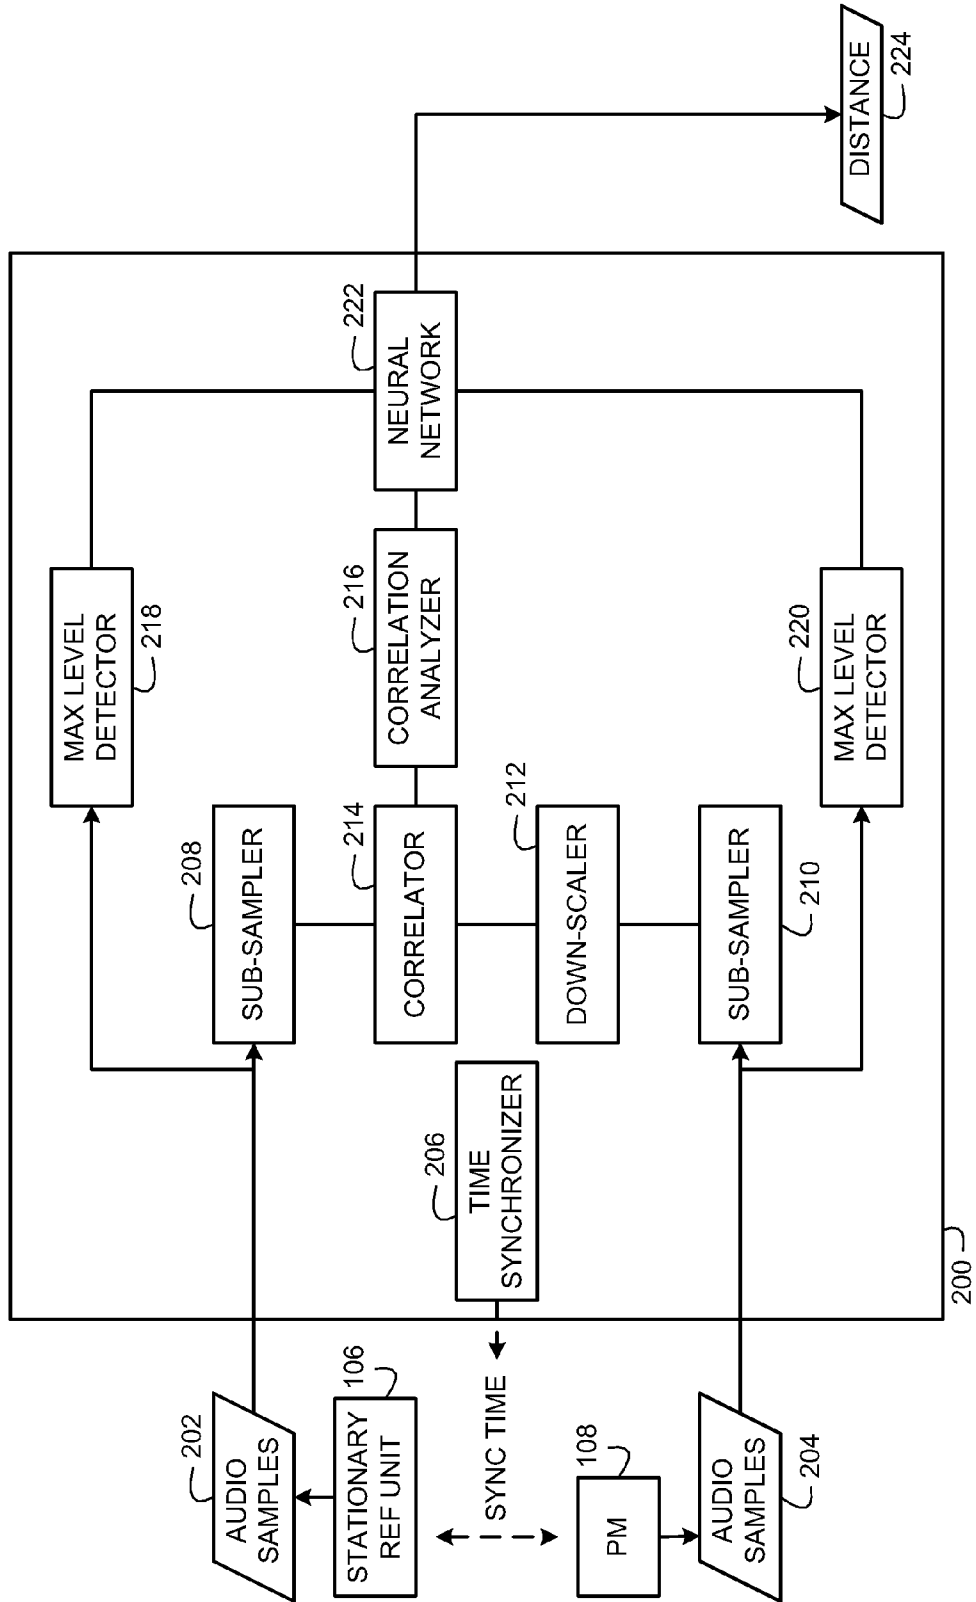 202
AUDIO
SAMPLES
106
STATIONARY
REF UNIT
SYNC TIME
108
PM
AUDIO
SAMPLES
204
206
TIME
SYNCHRONIZER
208
SUB-SAMPLER
214
CORRELATOR
212
DOWN-SCALER
SUB-SAMPLER
210
MAX LEVEL
DETECTOR
218
216
CORRELATION
ANALYZER
220
MAX LEVEL
DETECTOR
222
NEURAL
NETWORK
200
DISTANCE
224